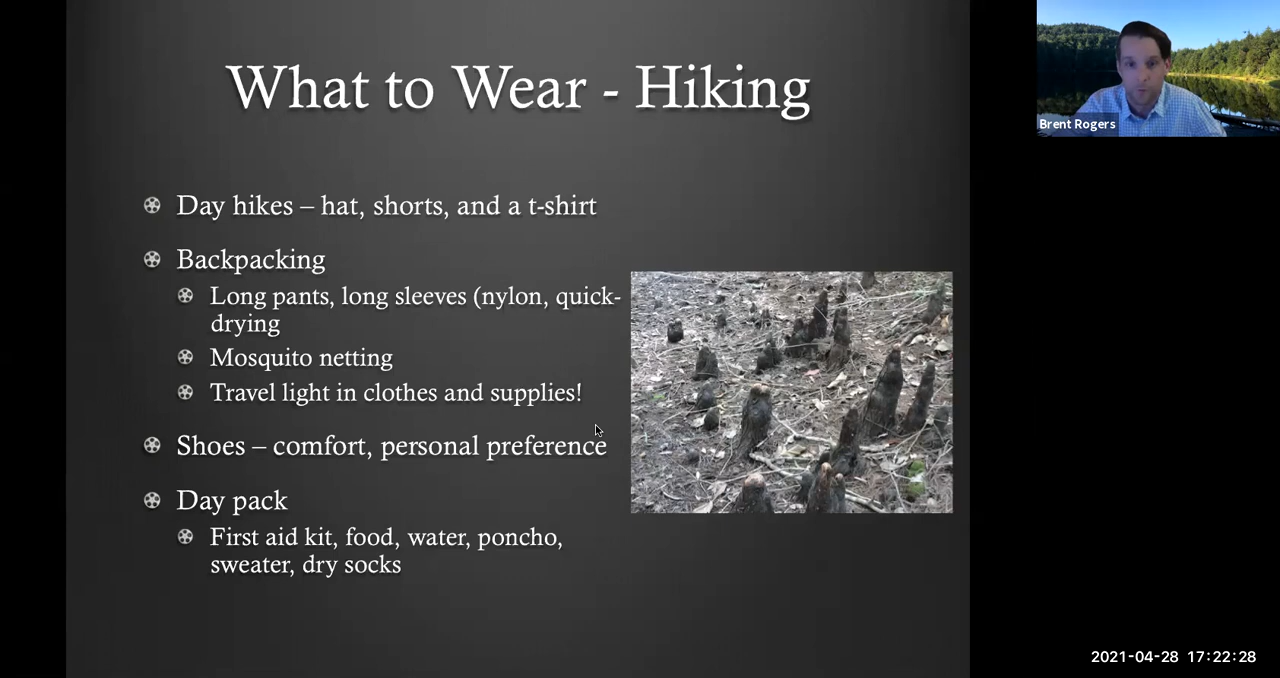 What to Wear - Hiking
Brent Rogers
Day hikes – hat, shorts, and a t-shirt
Backpacking
Long pants, long sleeves (nylon, quick-
drying
Mosquito netting
Travel light in clothes and supplies!
Shoes – comfort, personal preference
Day pack
First aid kit, food, water, poncho,
sweater, dry socks
2021-04-28 17:22:28